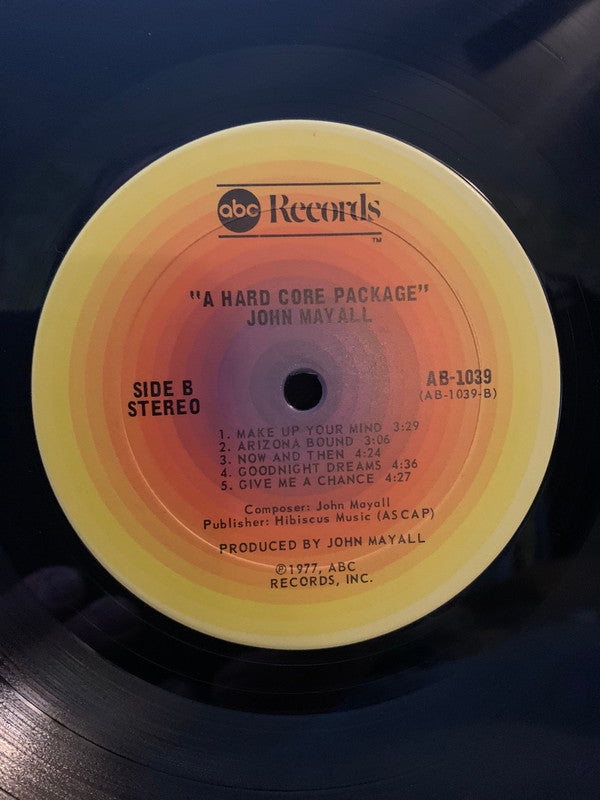 abc Records
TM
"A HARD CORE PACKAGE"
JOHN MAYALL
SIDE B
STEREO
AB-1039
(AB-1039-B)
1. MAKE UP YOUR MIND 3:29
2. ARIZONA BOUND 3:06
3. NOW AND THEN 4:24
4. GOODNIGHT DREAMS 4:36
5. GIVE ME A CHANCE 4:27
Composer: John Mayall
Publisher: Hibiscus Music (ASCAP)
PRODUCED BY JOHN MAYALL
℗1977, ABC
RECORDS, INC.